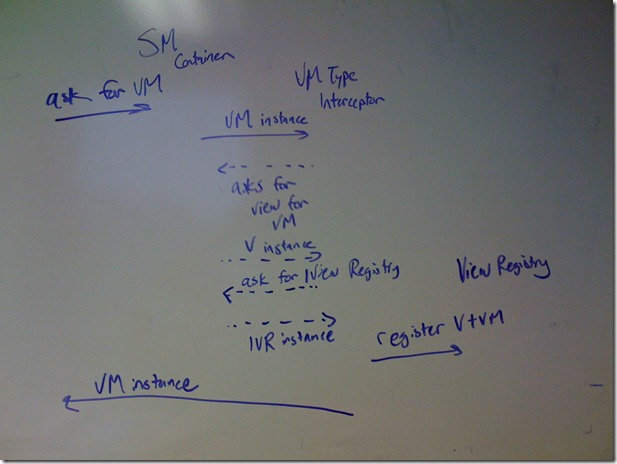 SM
Container
ask for VM
VM Type
Interceptor
VM instance
asks for
view for
VM
V instance
ask for IView Registry
View Registry
IVR instance
register V+VM
VM instance